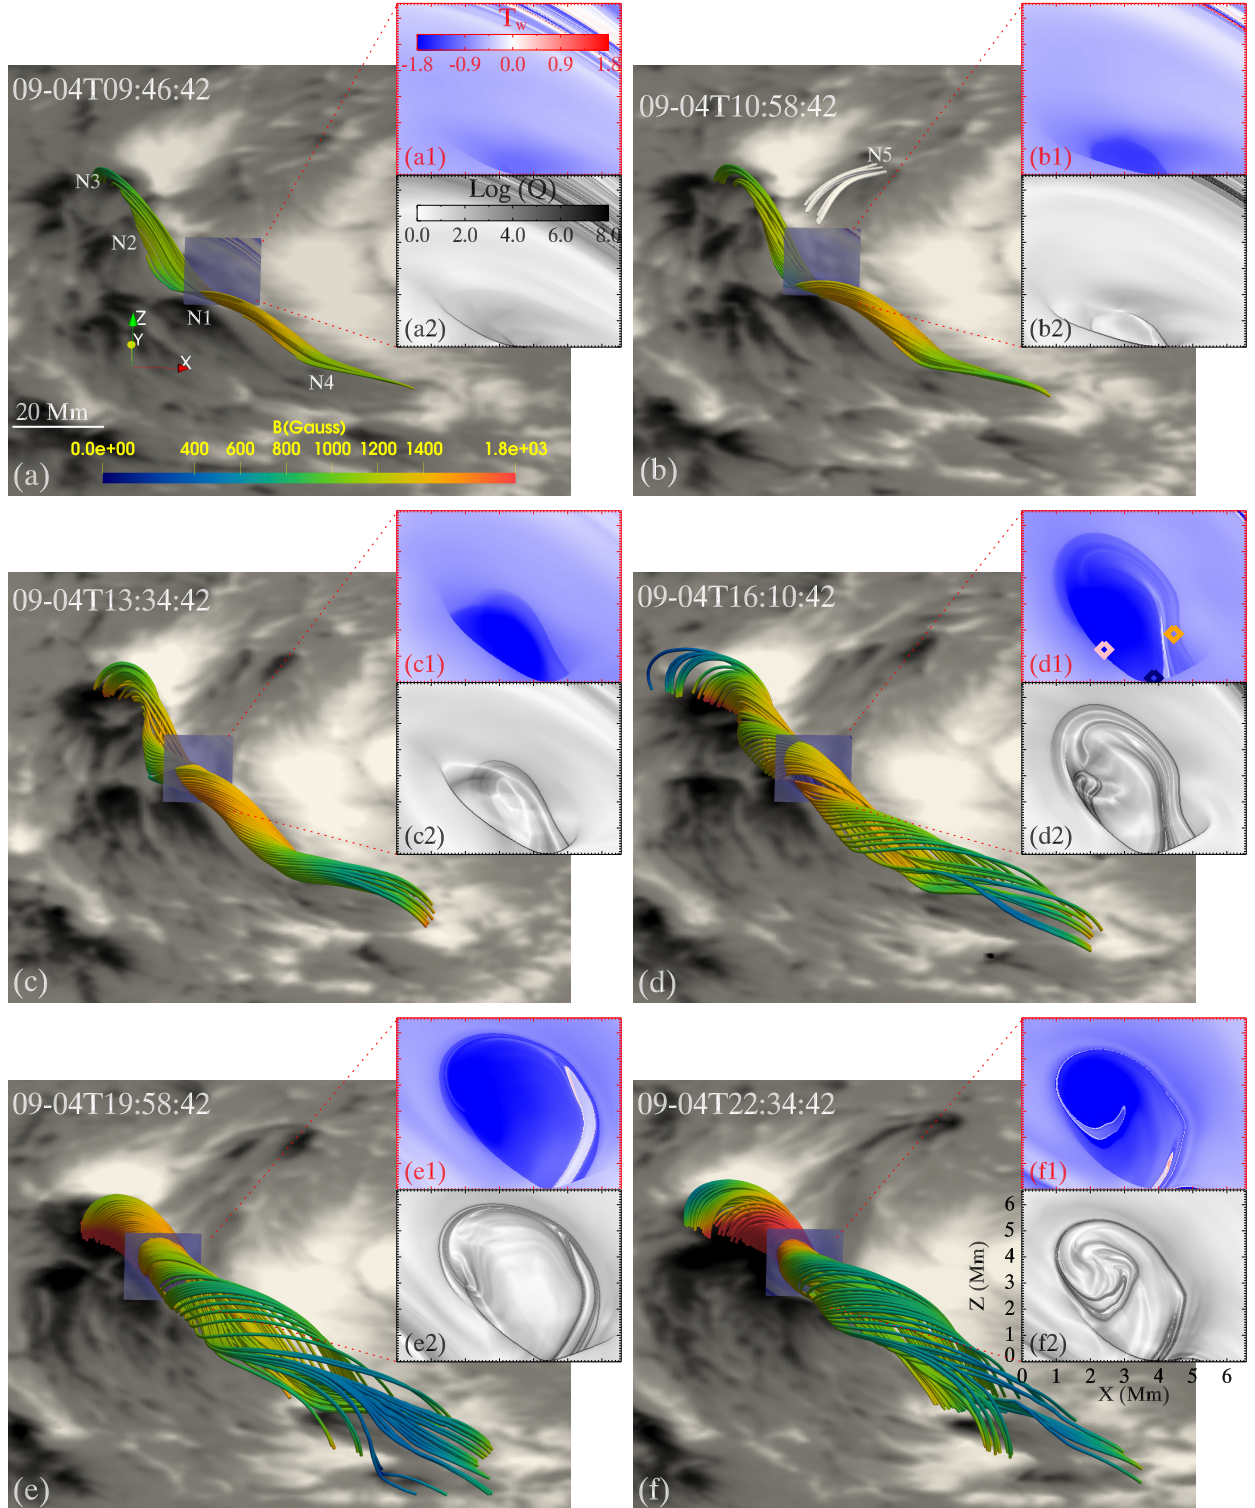 T_w
-1.8 -0.9 0.0 0.9 1.8
(a1)
Log (Q)
0.0 2.0 4.0 6.0 8.0
(a2)
09-04T09:46:42
N3
N2
N1
N4
Z
Y
X
20 Mm
B(Gauss)
0.0e+00 400 600 800 1000 1200 1400 1.8e+03
(a)
(b1)
(b2)
09-04T10:58:42
N5
(b)
(c1)
(c2)
09-04T13:34:42
(c)
(d1)
(d2)
09-04T16:10:42
(d)
(e1)
(e2)
09-04T19:58:42
(e)
(f1)
(f2)
09-04T22:34:42
Z (Mm)
6
5
4
3
2
1
0
0 1 2 3 4 5 6
X (Mm)
(f)